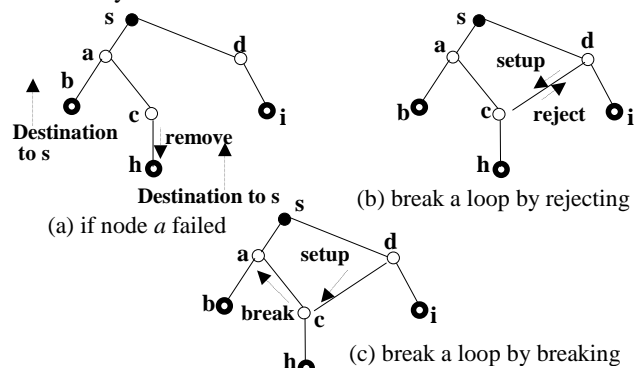 s
a
d
b
i
c
remove
Destination
to s
h
Destination to s
(a) if node a failed
s
a
d
setup
b
c
reject
i
h
(b) break a loop by rejecting
s
a
d
setup
b
break
c
i
h
(c) break a loop by breaking